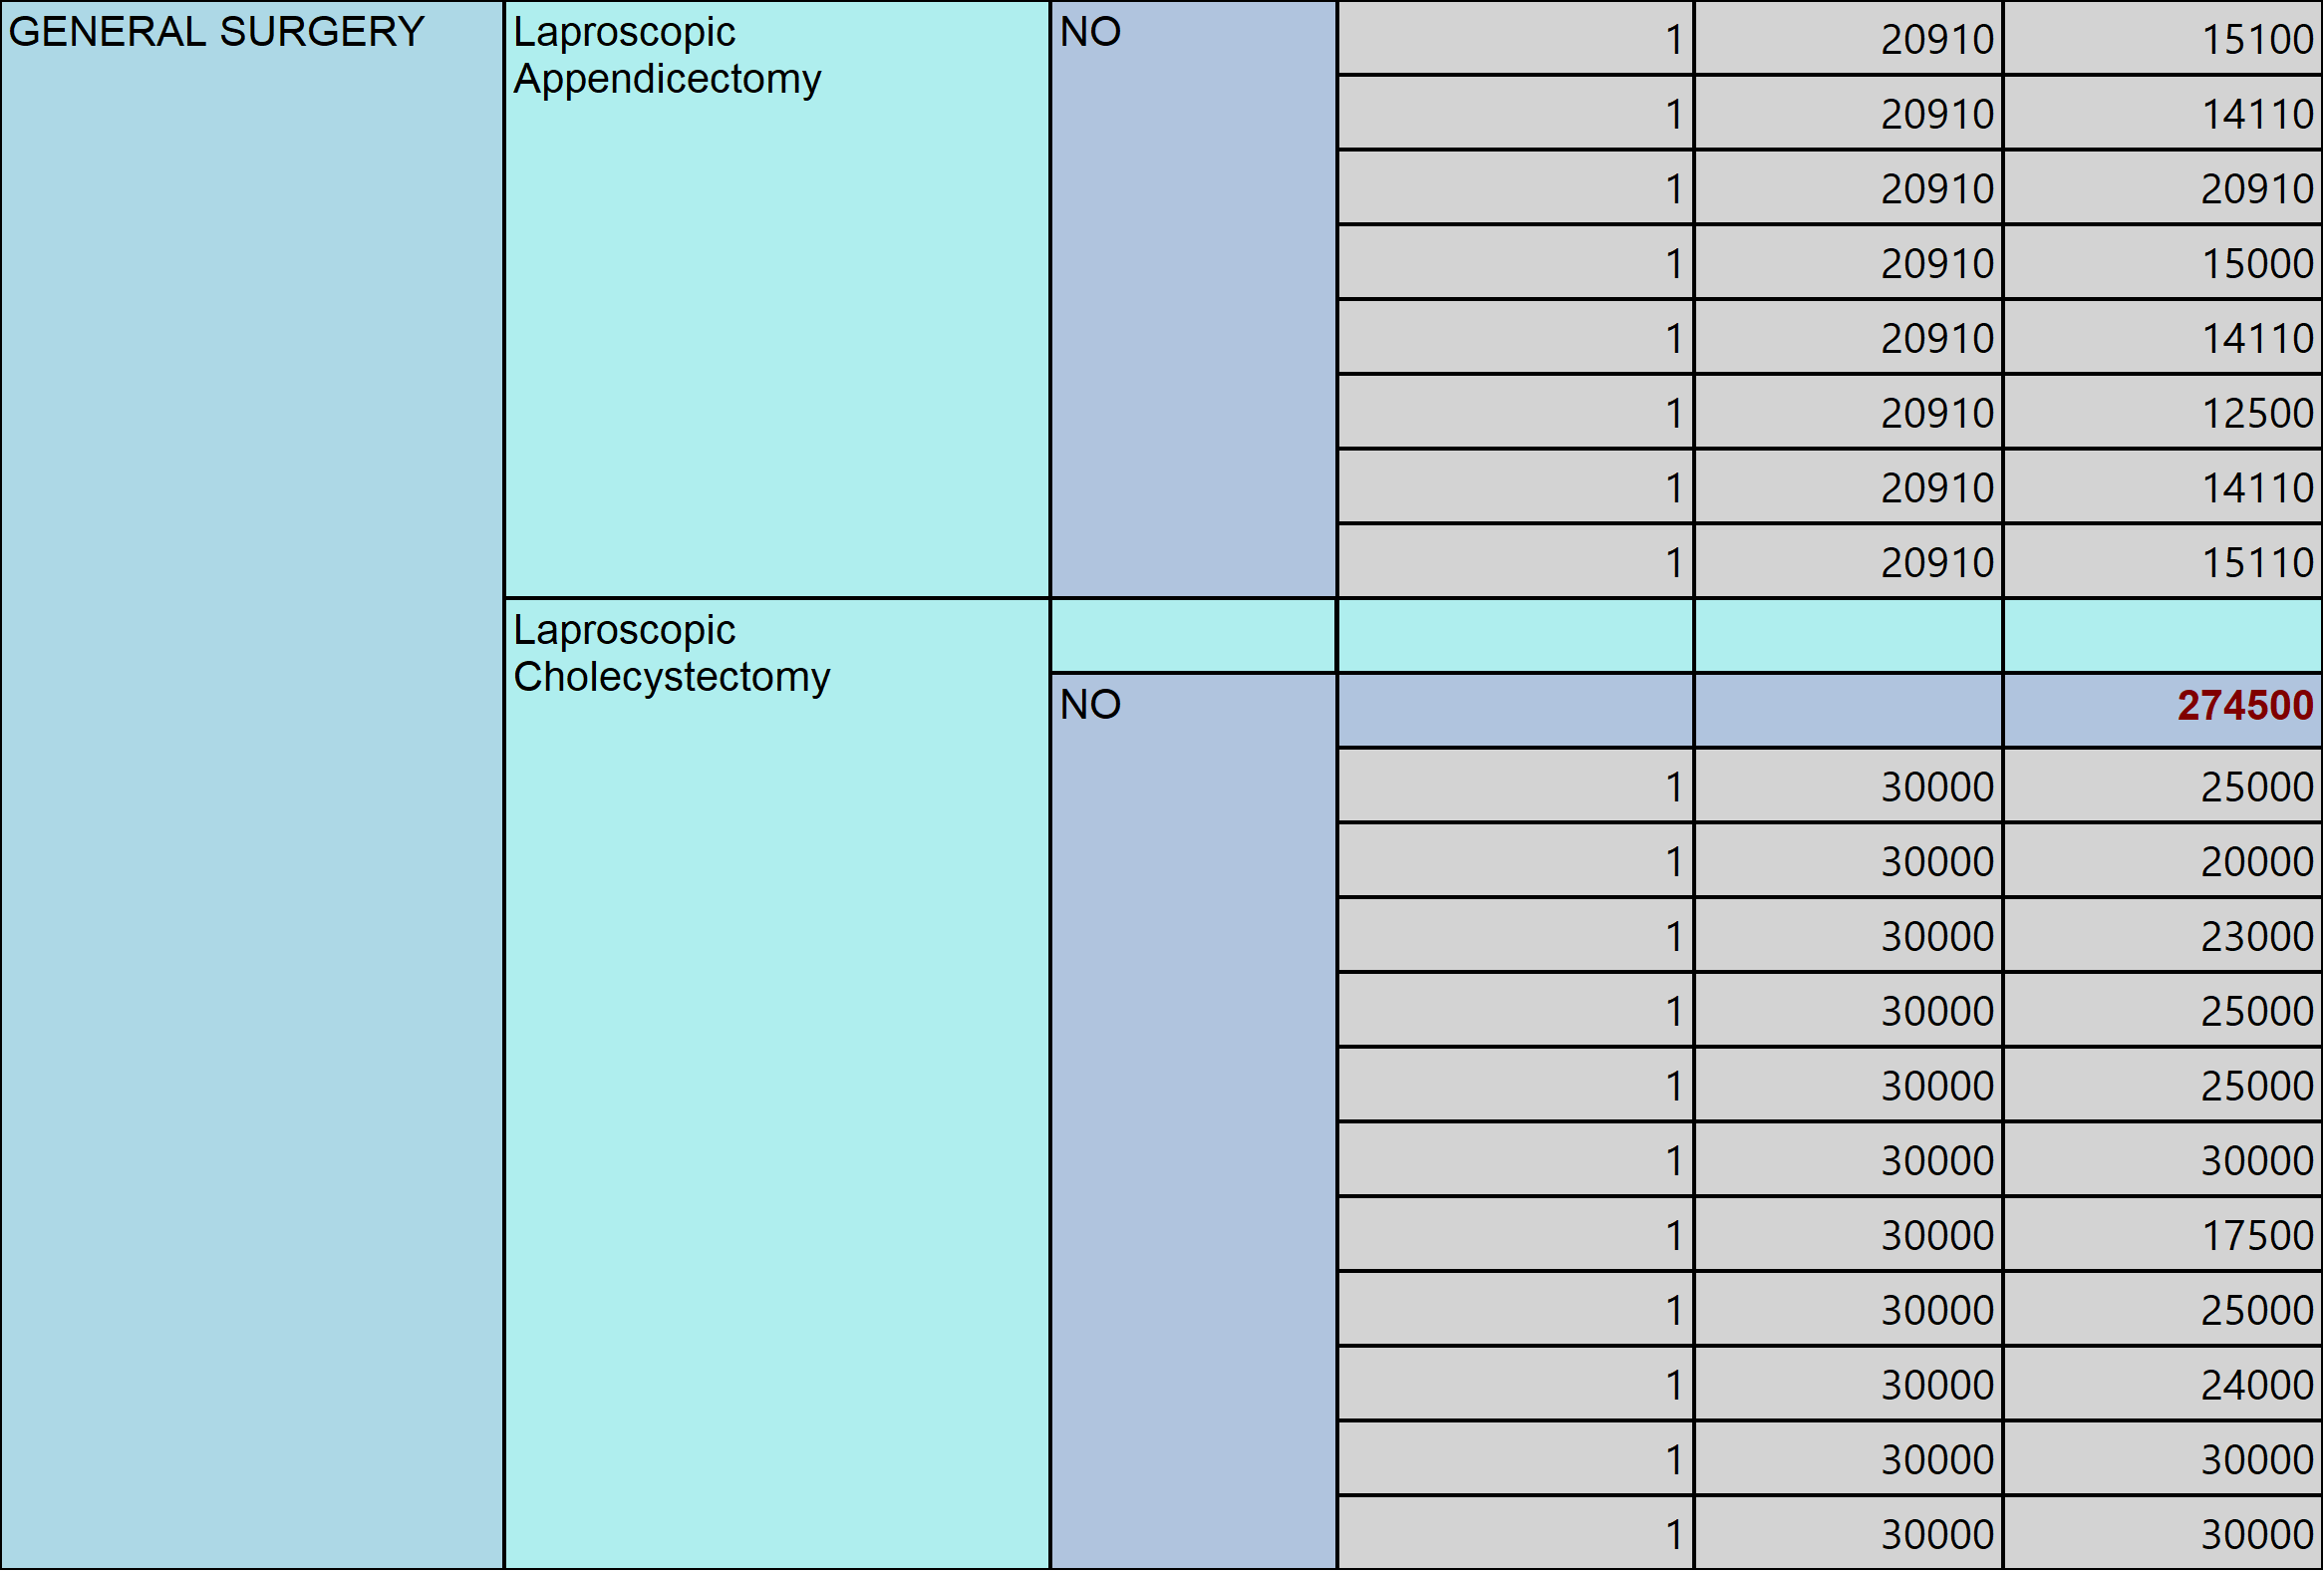 GENERAL SURGERY Laproscopic Appendicectomy NO 1 20910 15100
1 20910 14110
1 20910 20910
1 20910 15000
1 20910 14110
1 20910 12500
1 20910 14110
1 20910 15110
Laproscopic Cholecystectomy
NO 274500
1 30000 25000
1 30000 20000
1 30000 23000
1 30000 25000
1 30000 25000
1 30000 30000
1 30000 17500
1 30000 25000
1 30000 24000
1 30000 30000
1 30000 30000